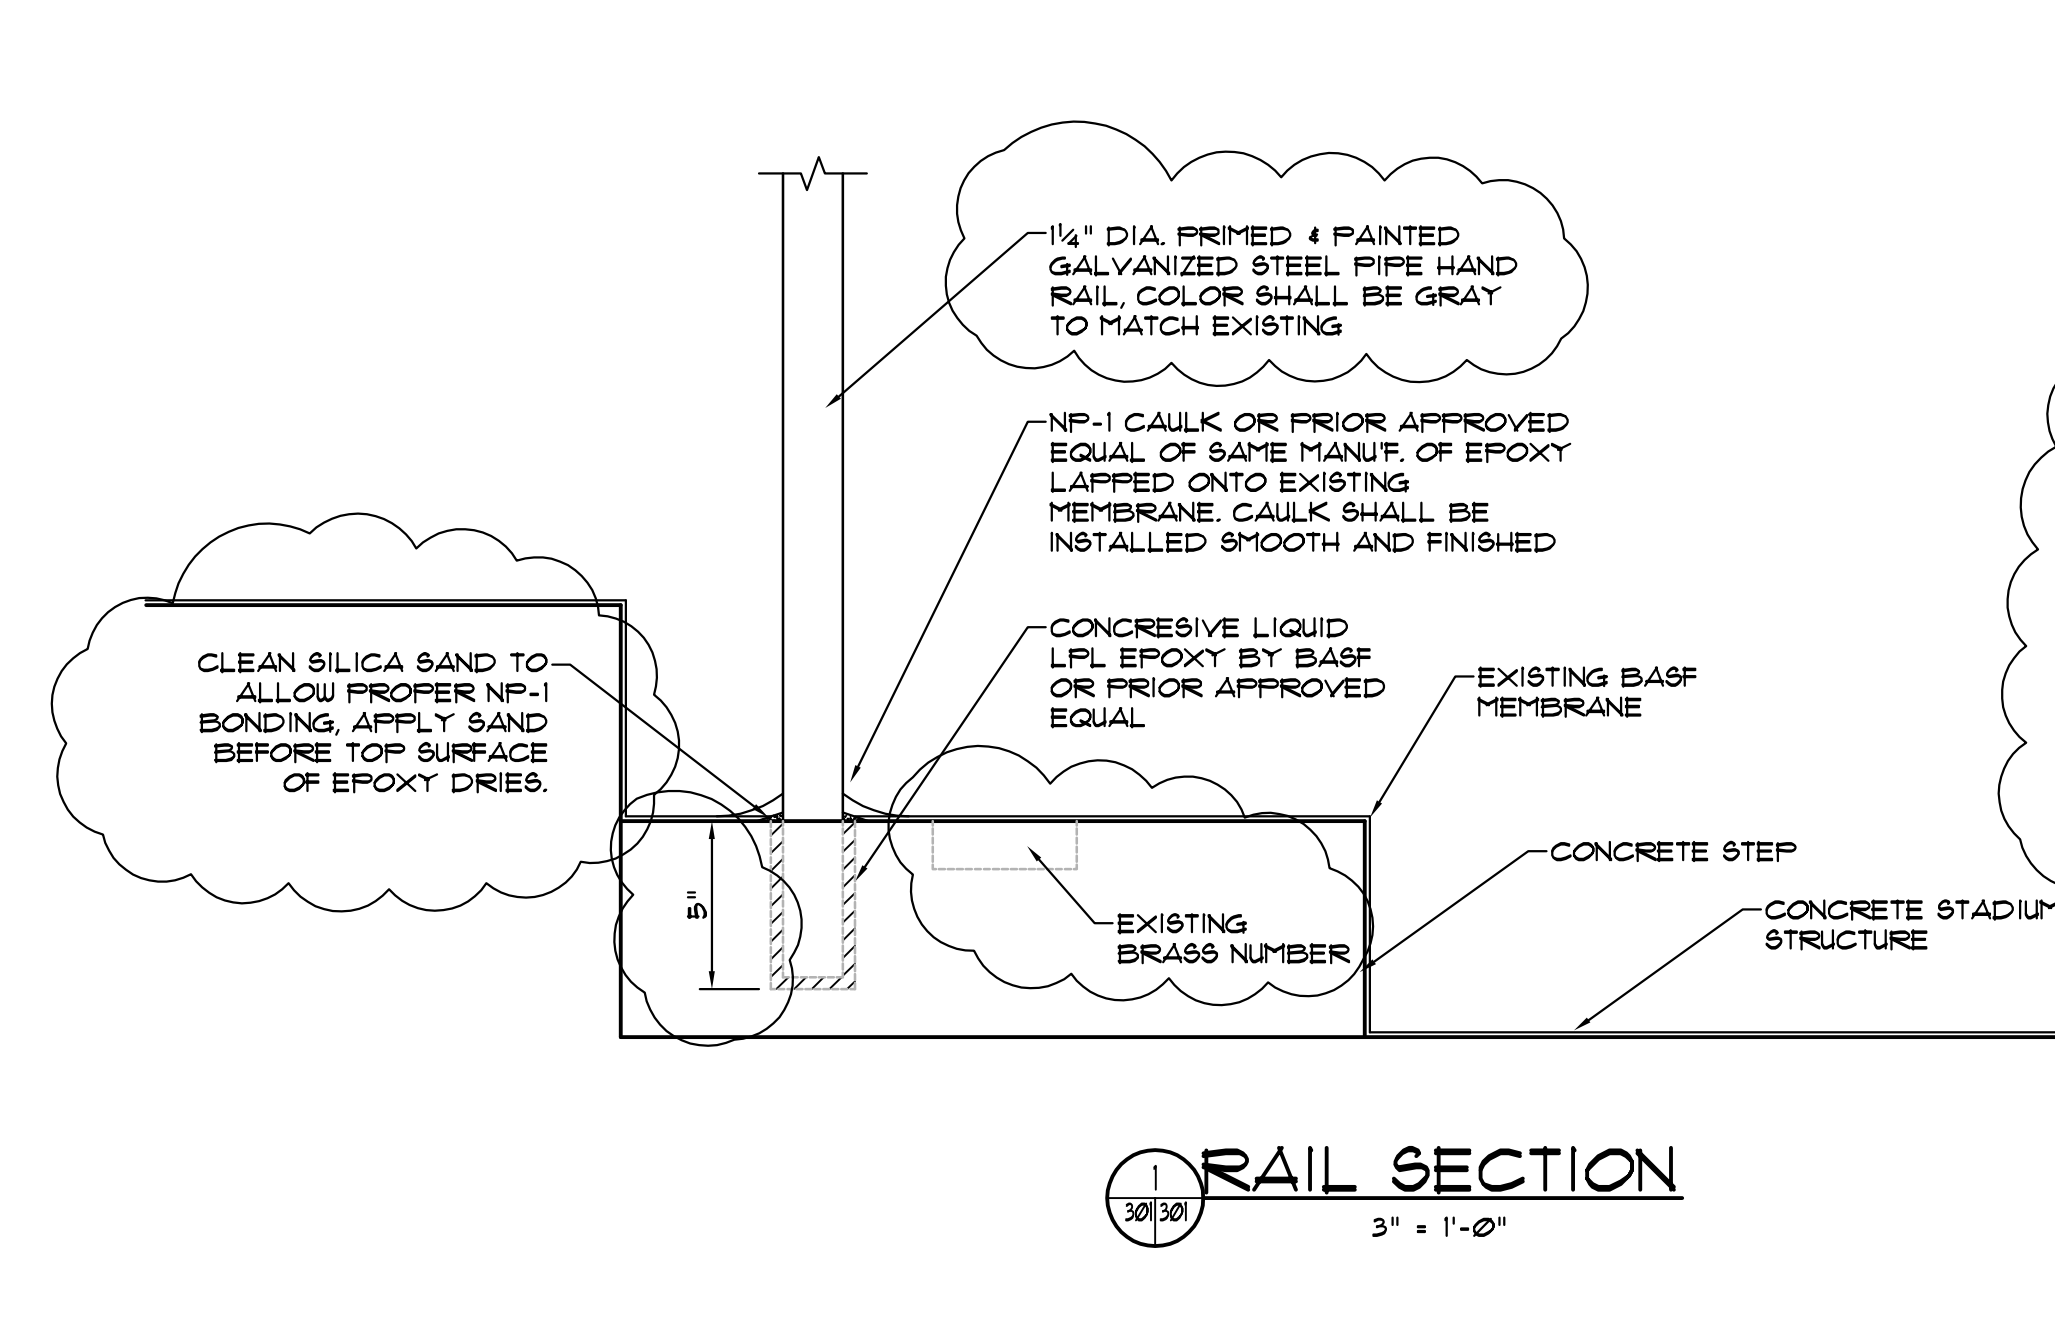 1¼" DIA. PRIMED & PAINTED
GALVANIZED STEEL PIPE HAND
RAIL, COLOR SHALL BE GRAY
TO MATCH EXISTING
NP-1 CAULK OR PRIOR APPROVED
EQUAL OF SAME MANU'F. OF EPOXY
LAPPED ONTO EXISTING
MEMBRANE. CAULK SHALL BE
INSTALLED SMOOTH AND FINISHED
CONCRESIVE LIQUID
LPL EPOXY BY BASF
OR PRIOR APPROVED
EQUAL
CLEAN SILICA SAND TO
ALLOW PROPER NP-1
BONDING, APPLY SAND
BEFORE TOP SURFACE
OF EPOXY DRIES.
EXISTING BASF
MEMBRANE
CONCRETE STEP
5"
EXISTING
BRASS NUMBER
CONCRETE STADIUM
STRUCTURE
1
301 301
RAIL SECTION
3" = 1'-0"